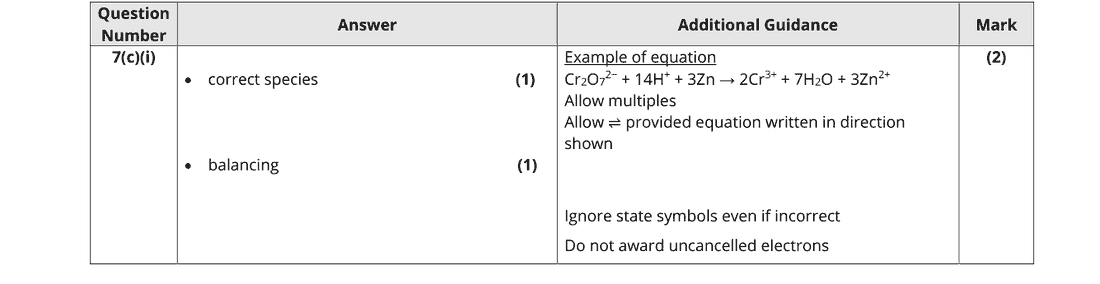 Question Number
Answer
Additional Guidance
Mark
7(c)(i)
• correct species (1)
Example of equation
(2)
Cr₂O₇²⁻ + 14H⁺ + 3Zn → 2Cr³⁺ + 7H₂O + 3Zn²⁺
Allow multiples
Allow ⇌ provided equation written in direction
shown
• balancing (1)
Ignore state symbols even if incorrect
Do not award uncancelled electrons